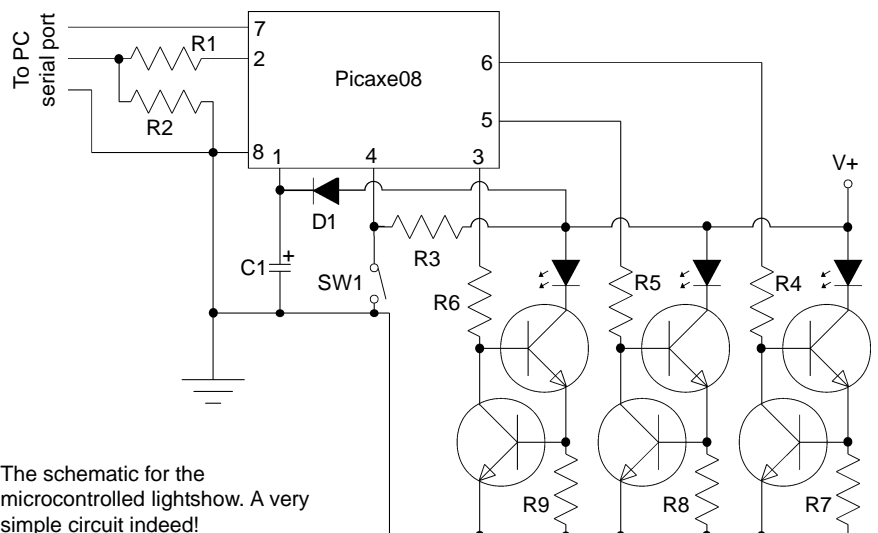 To PC
serial port
7
R1
2
Picaxe08
6
R2
5
8
1
4
3
V+
D1
R3
C1
+
SW1
R6
R5
R4
R9
R8
R7
The schematic for the
microcontrolled lightshow. A very
simple circuit indeed!